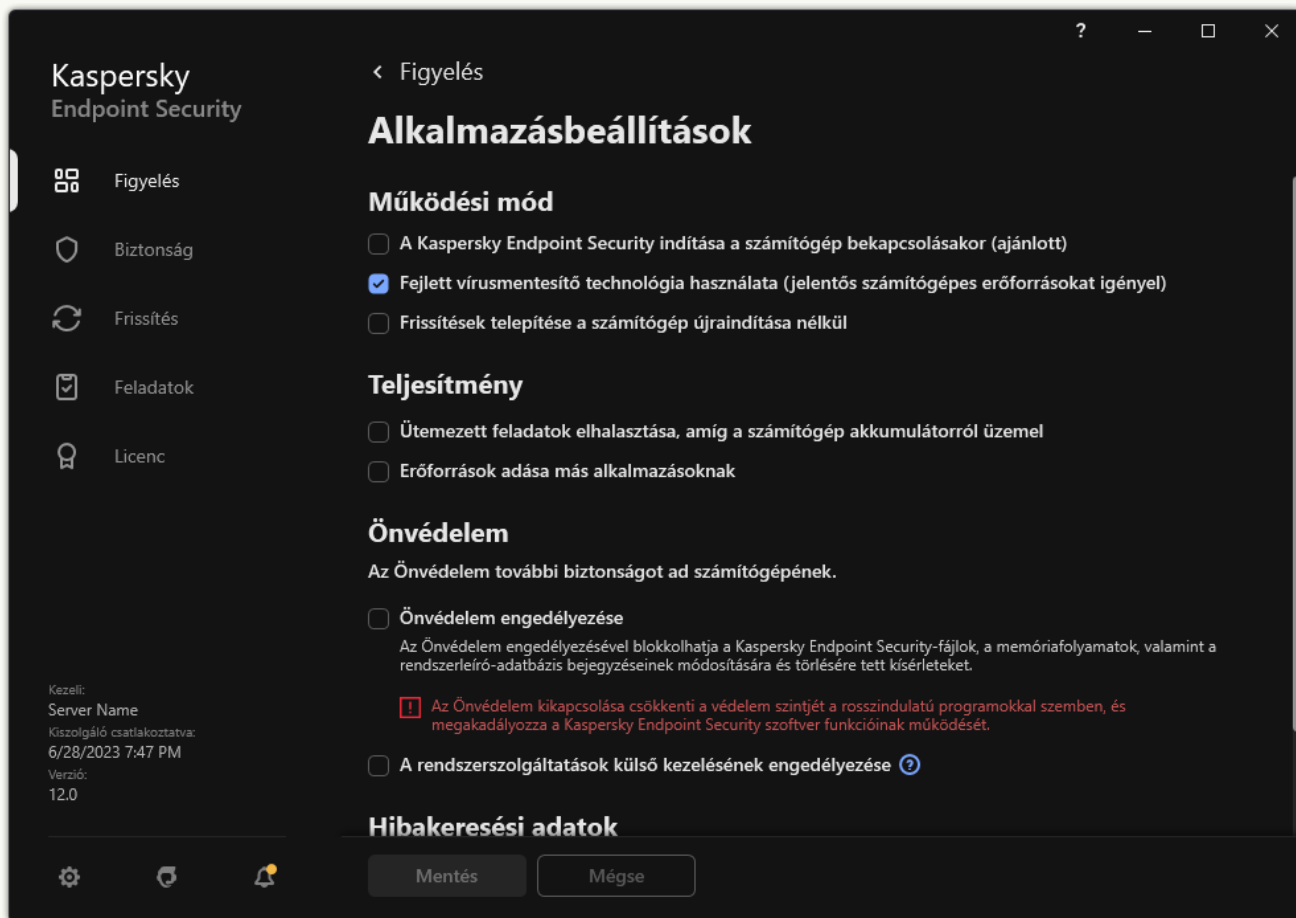 Kaspersky
Endpoint Security
Figyelés
Biztonság
Frissítés
Feladatok
Licenc
Kezeli:
Server Name
Kiszolgáló csatlakoztatva:
6/28/2023 7:47 PM
Verzió:
12.0
?
Figyelés
Alkalmazásbeállítások
Működési mód
A Kaspersky Endpoint Security indítása a számítógép bekapcsolásakor (ajánlott)
Fejlett vírusmentesítő technológia használata (jelentős számítógépes erőforrásokat igényel)
Frissítések telepítése a számítógép újraindítása nélkül
Teljesítmény
Ütemezett feladatok elhalasztása, amíg a számítógép akkumulátorról üzemel
Erőforrások adása más alkalmazásoknak
Önvédelem
Az Önvédelem további biztonságot ad számítógépének.
Önvédelem engedélyezése
Az Önvédelem engedélyezésével blokkolhatja a Kaspersky Endpoint Security-fájlok, a memóriafolyamatok, valamint a
rendszerleíró-adatbázis bejegyzéseinek módosítására és törlésére tett kísérleteket.
Az Önvédelem kikapcsolása csökkenti a védelem szintjét a rosszindulatú programokkal szemben, és
megakadályozza a Kaspersky Endpoint Security szoftver funkcióinak működését.
A rendszerszolgáltatások külső kezelésének engedélyezése
Hibakeresési adatok
Mentés
Mégse